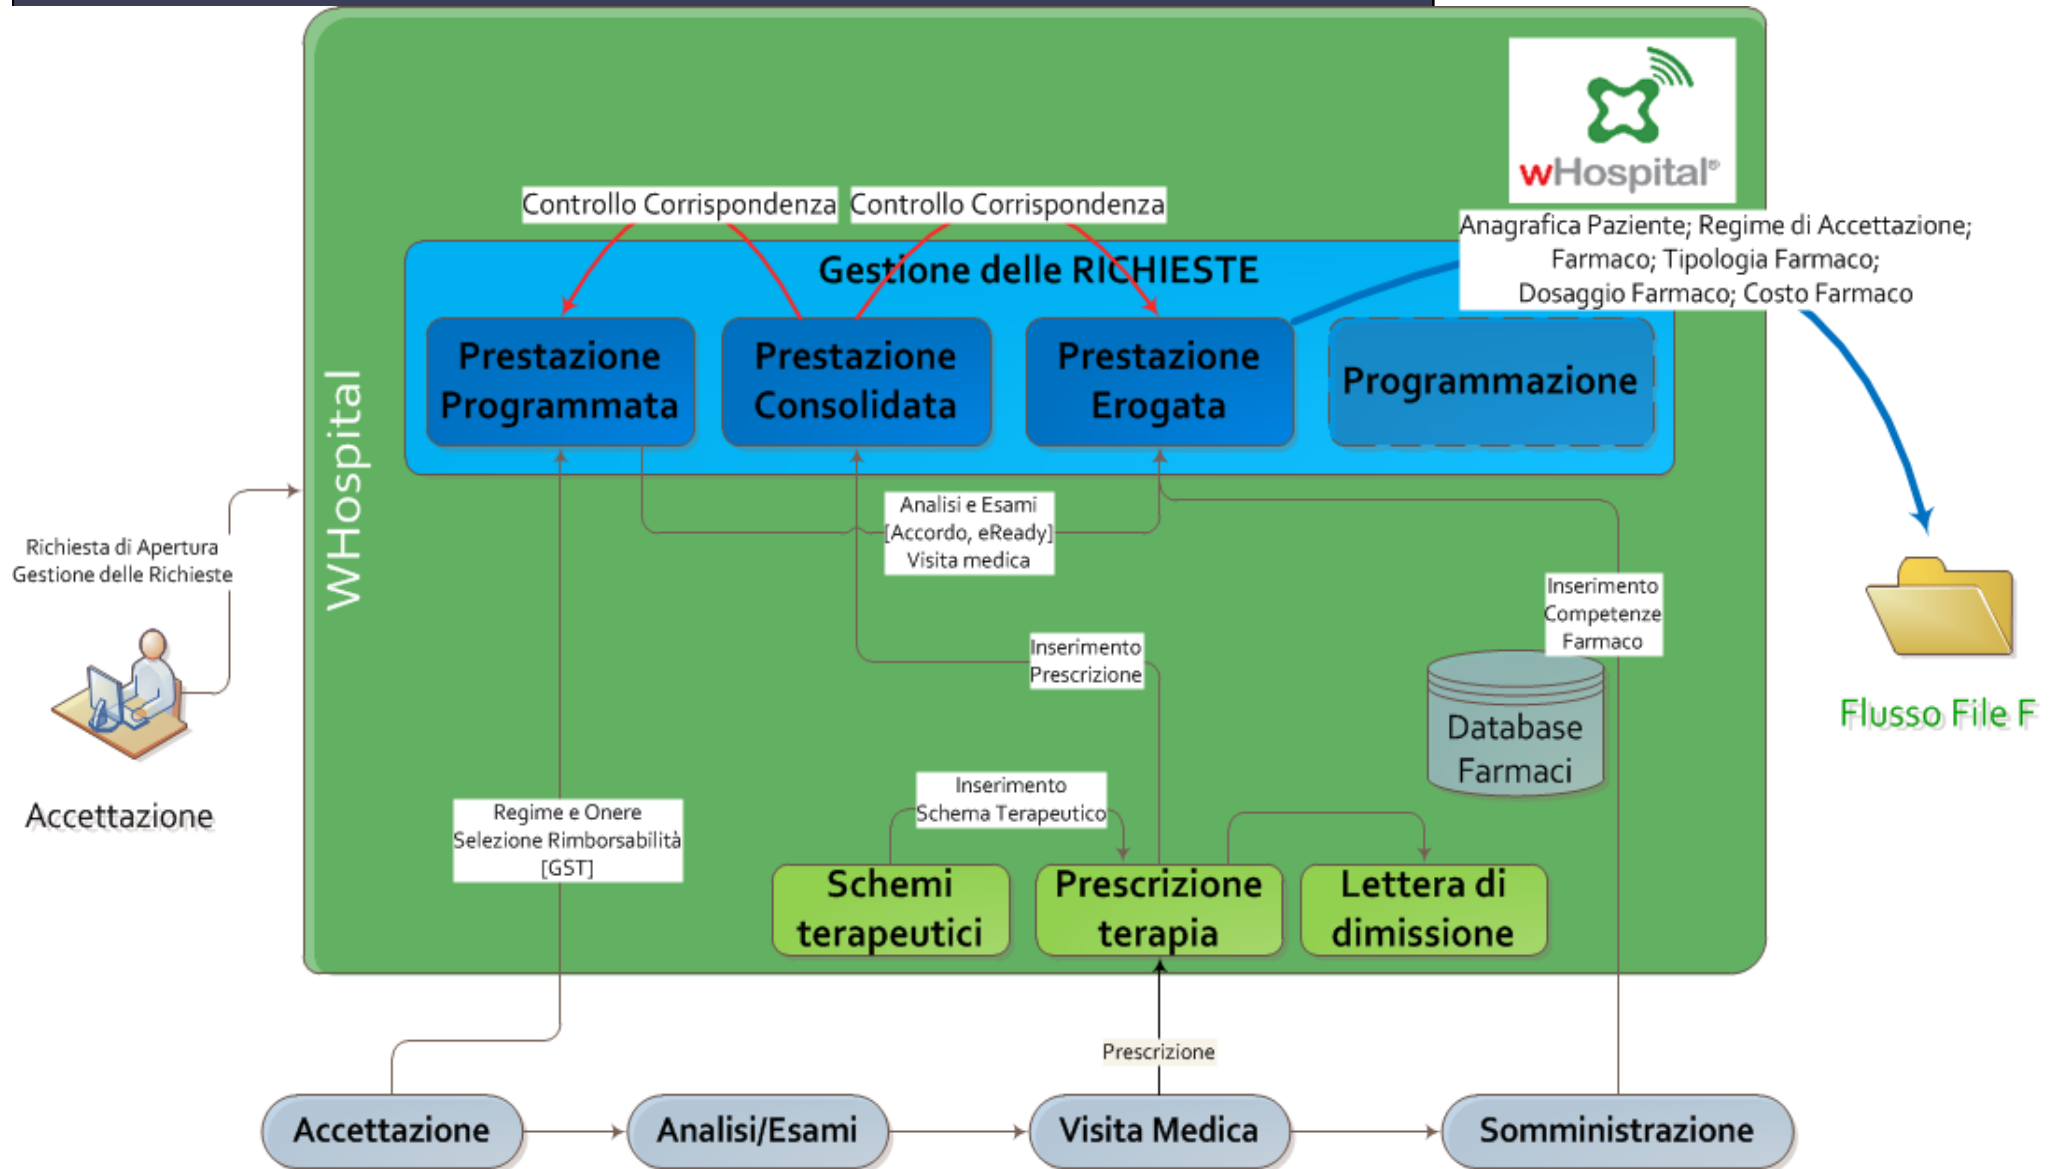 wHospital®
Controllo Corrispondenza
Controllo Corrispondenza
Anagrafica Paziente; Regime di Accettazione;
Farmaco; Tipologia Farmaco;
Dosaggio Farmaco; Costo Farmaco
Gestione delle RICHIESTE
Prestazione
Programmata
Prestazione
Consolidata
Prestazione
Erogata
Programmazione
WHospital
Analisi e Esami
[Accordo, eReady]
Visita medica
Richiesta di Apertura
Gestione delle Richieste
Inserimento
Competenze
Farmaco
Inserimento
Prescrizione
Database
Farmaci
Flusso File F
Accettazione
Regime e Onere
Selezione Rimborsabilità
[GST]
Inserimento
Schema Terapeutico
Schemi
terapeutici
Prescrizione
terapia
Lettera di
dimissione
Prescrizione
Accettazione
Analisi/Esami
Visita Medica
Somministrazione